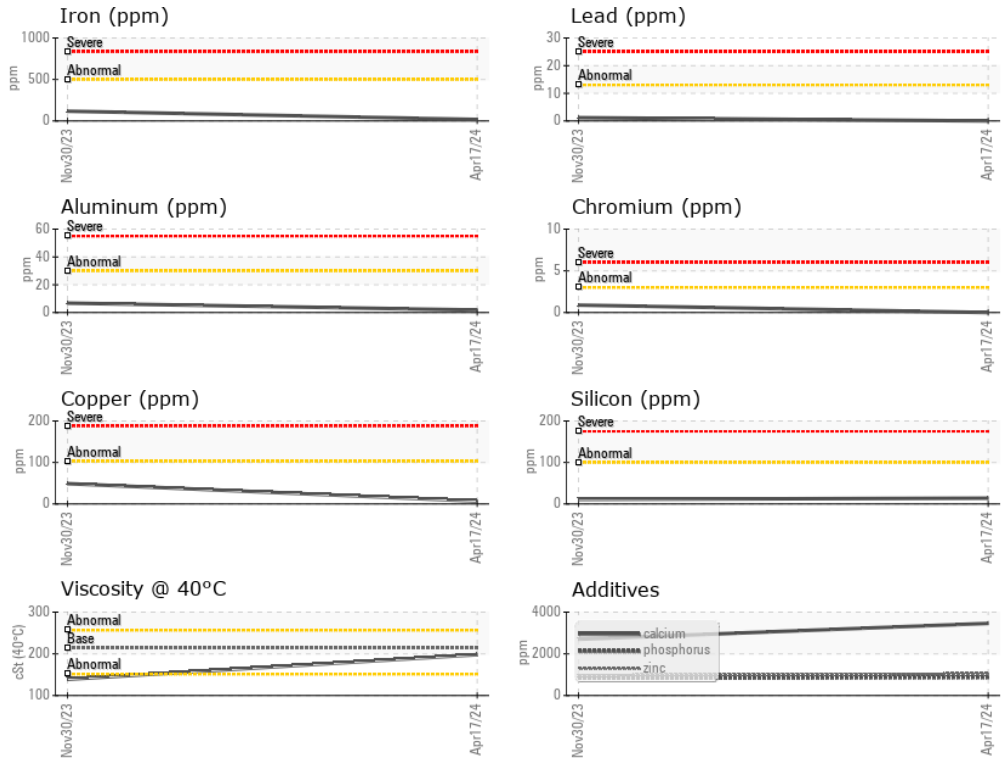 Iron (ppm)
1000
500
0
ppm
Severe
Abnormal
Nov30/23
Apr17/24
Lead (ppm)
30
20
10
0
ppm
Severe
Abnormal
Nov30/23
Apr17/24
Aluminum (ppm)
60
40
20
0
ppm
Severe
Abnormal
Nov30/23
Apr17/24
Chromium (ppm)
10
5
0
ppm
Severe
Abnormal
Nov30/23
Apr17/24
Copper (ppm)
200
100
0
ppm
Severe
Abnormal
Nov30/23
Apr17/24
Silicon (ppm)
200
100
0
ppm
Severe
Abnormal
Nov30/23
Apr17/24
Viscosity @ 40°C
300
200
100
cSt (40°C)
Abnormal
Base
Abnormal
Nov30/23
Apr17/24
Additives
4000
2000
0
ppm
calcium
phosphorus
zinc
Nov30/23
Apr17/24